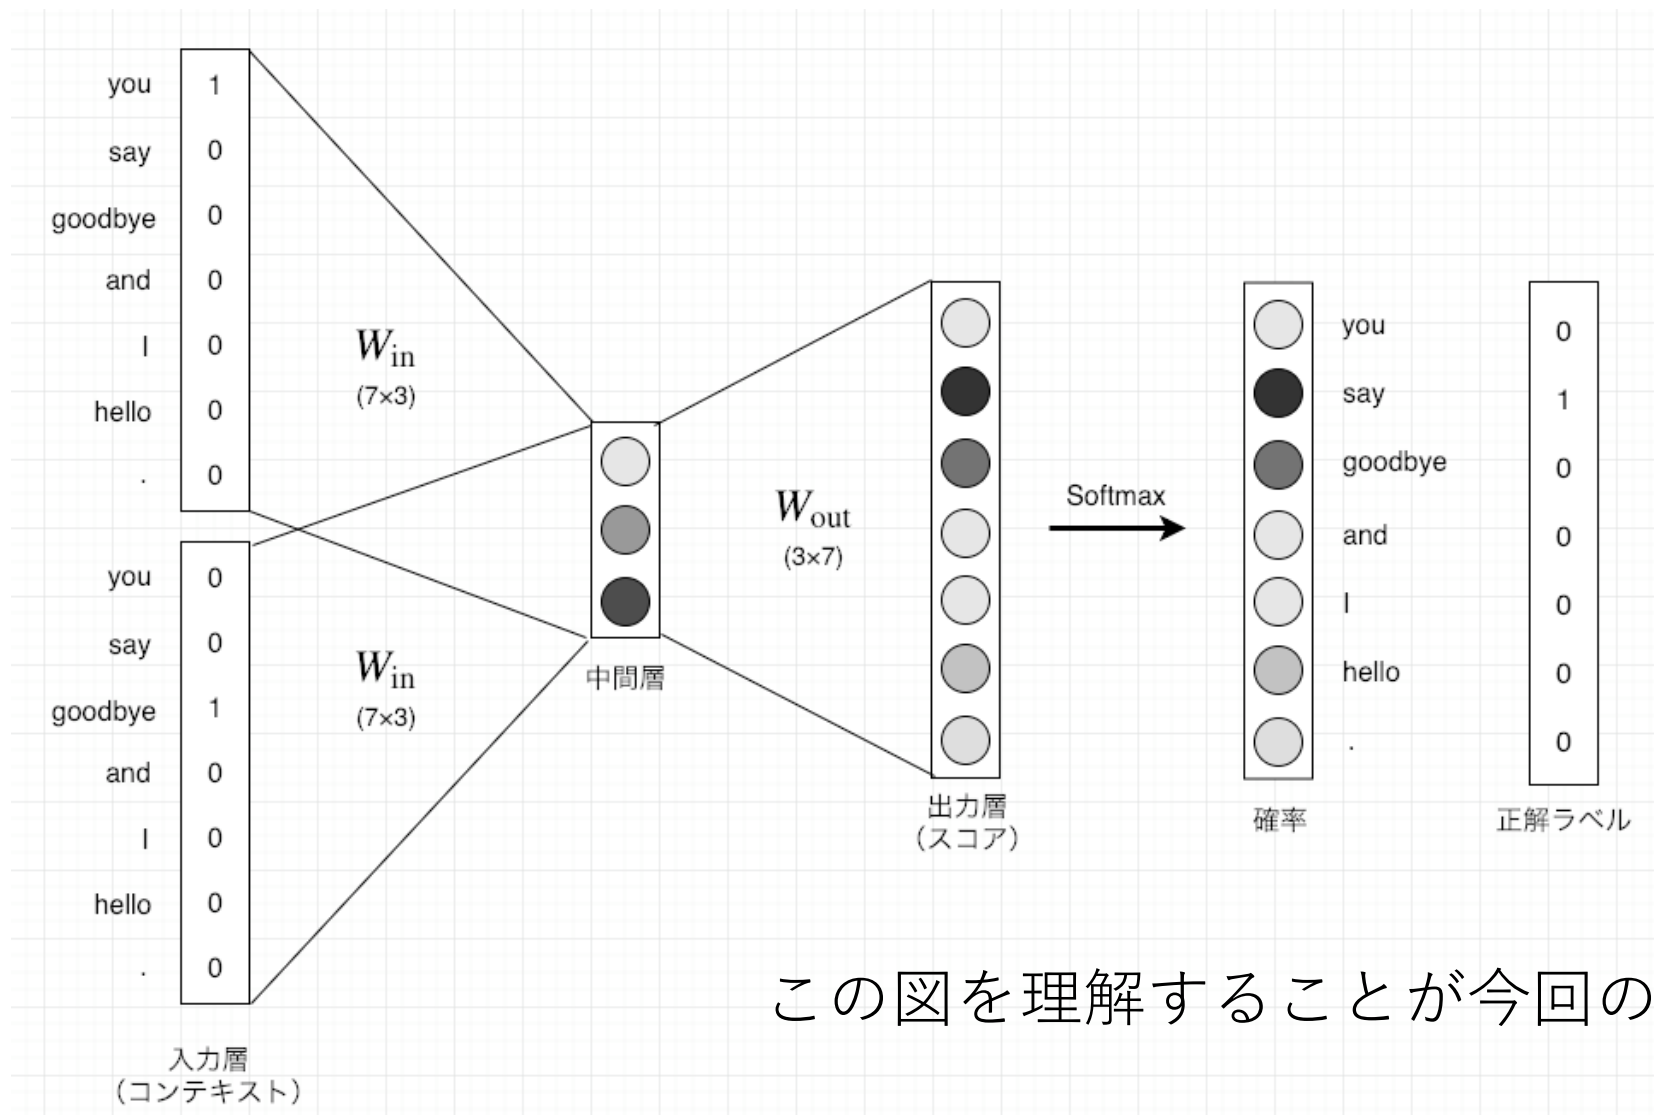 you 1
say 0
goodbye 0
and 0
I 0
hello 0
. 0
W_in
(7×3)
you 0
say 0
goodbye 1
and 0
I 0
hello 0
. 0
W_in
(7×3)
入力層
（コンテキスト）
中間層
W_out
(3×7)
出力層
（スコア）
Softmax
you
say
goodbye
and
I
hello
.
確率
0
1
0
0
0
0
0
正解ラベル
この図を理解することが今回の